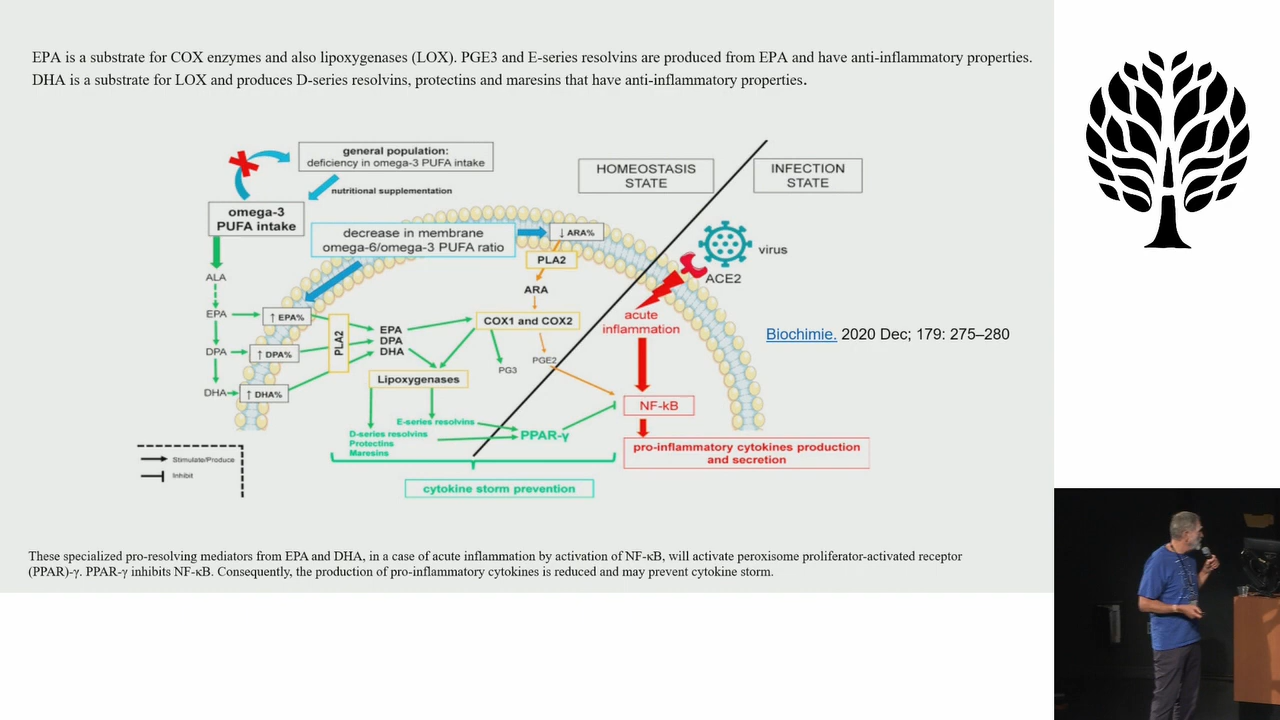 EPA is a substrate for COX enzymes and also lipoxygenases (LOX). PGE3 and E-series resolvins are produced from EPA and have anti-inflammatory properties.
DHA is a substrate for LOX and produces D-series resolvins, protectins and maresins that have anti-inflammatory properties.
general population:
deficiency in omega-3 PUFA intake
nutritional supplementation
omega-3
PUFA intake
HOMEOSTASIS
STATE
INFECTION
STATE
decrease in membrane
omega-6/omega-3 PUFA ratio
↓ ARA%
virus
ACE2
PLA2
ARA
ALA
EPA
↑ EPA%
DPA
↑ DPA%
DHA
↑ DHA%
PLA2
EPA
DPA
DHA
COX1 and COX2
acute
inflammation
Biochimie. 2020 Dec; 179: 275–280
PG3
PGE2
Lipoxygenases
NF-kB
E-series resolvins
D-series resolvins
Protectins
Maresins
PPAR-γ
pro-inflammatory cytokines production
and secretion
Stimulate/Produce
Inhibit
cytokine storm prevention
These specialized pro-resolving mediators from EPA and DHA, in a case of acute inflammation by activation of NF-κB, will activate peroxisome proliferator-activated receptor
(PPAR)-γ. PPAR-γ inhibits NF-κB. Consequently, the production of pro-inflammatory cytokines is reduced and may prevent cytokine storm.